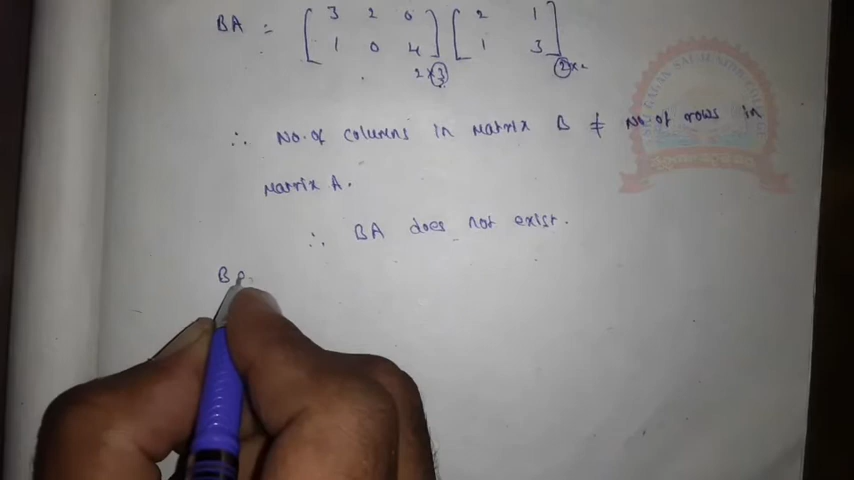 BA = [ 3 2 0 ] [ 2 1 ]
[ 1 0 4 ] [ 1 3 ]
2×3 2×
∴ No. of columns in matrix B ≠ No. of rows in
matrix A.
∴ BA does not exist.
BA